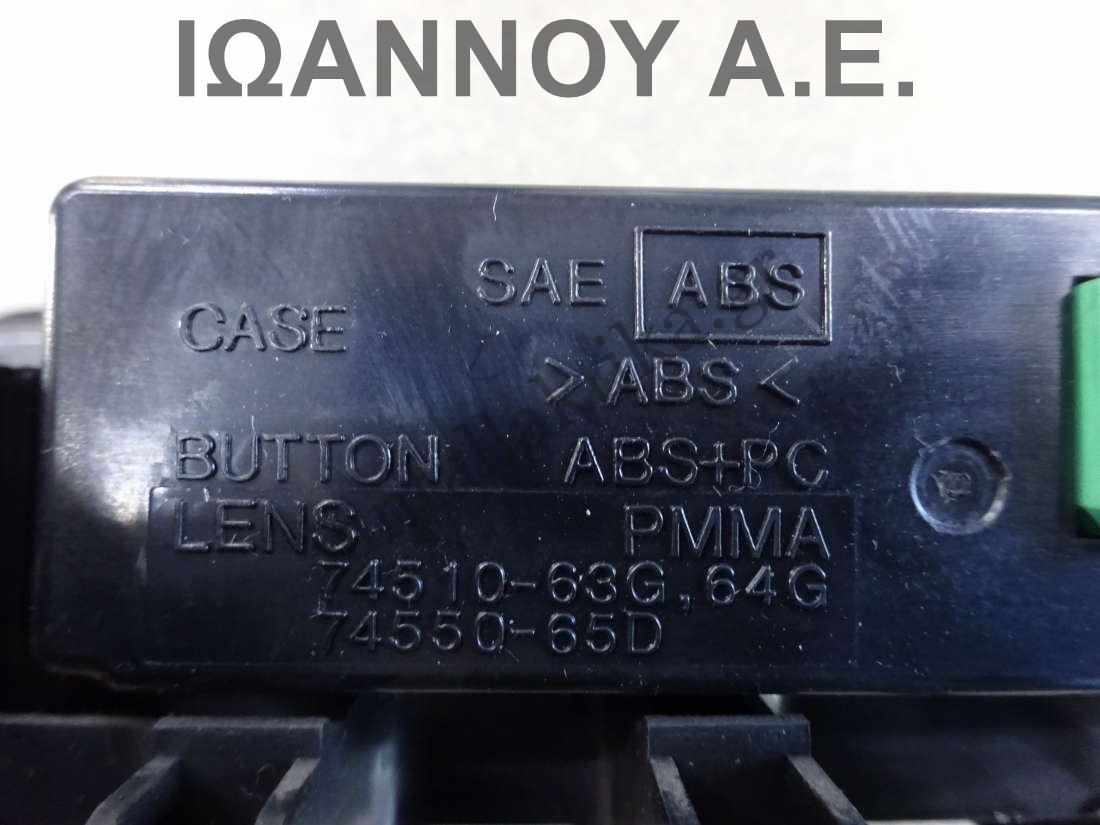 ΙΩΑΝΝΟΥ Α.Ε.
SAE ABS
CASE
>ABS<
BUTTON ABS+PC
LENS PMMA
74510-63G,64G
74550-65D